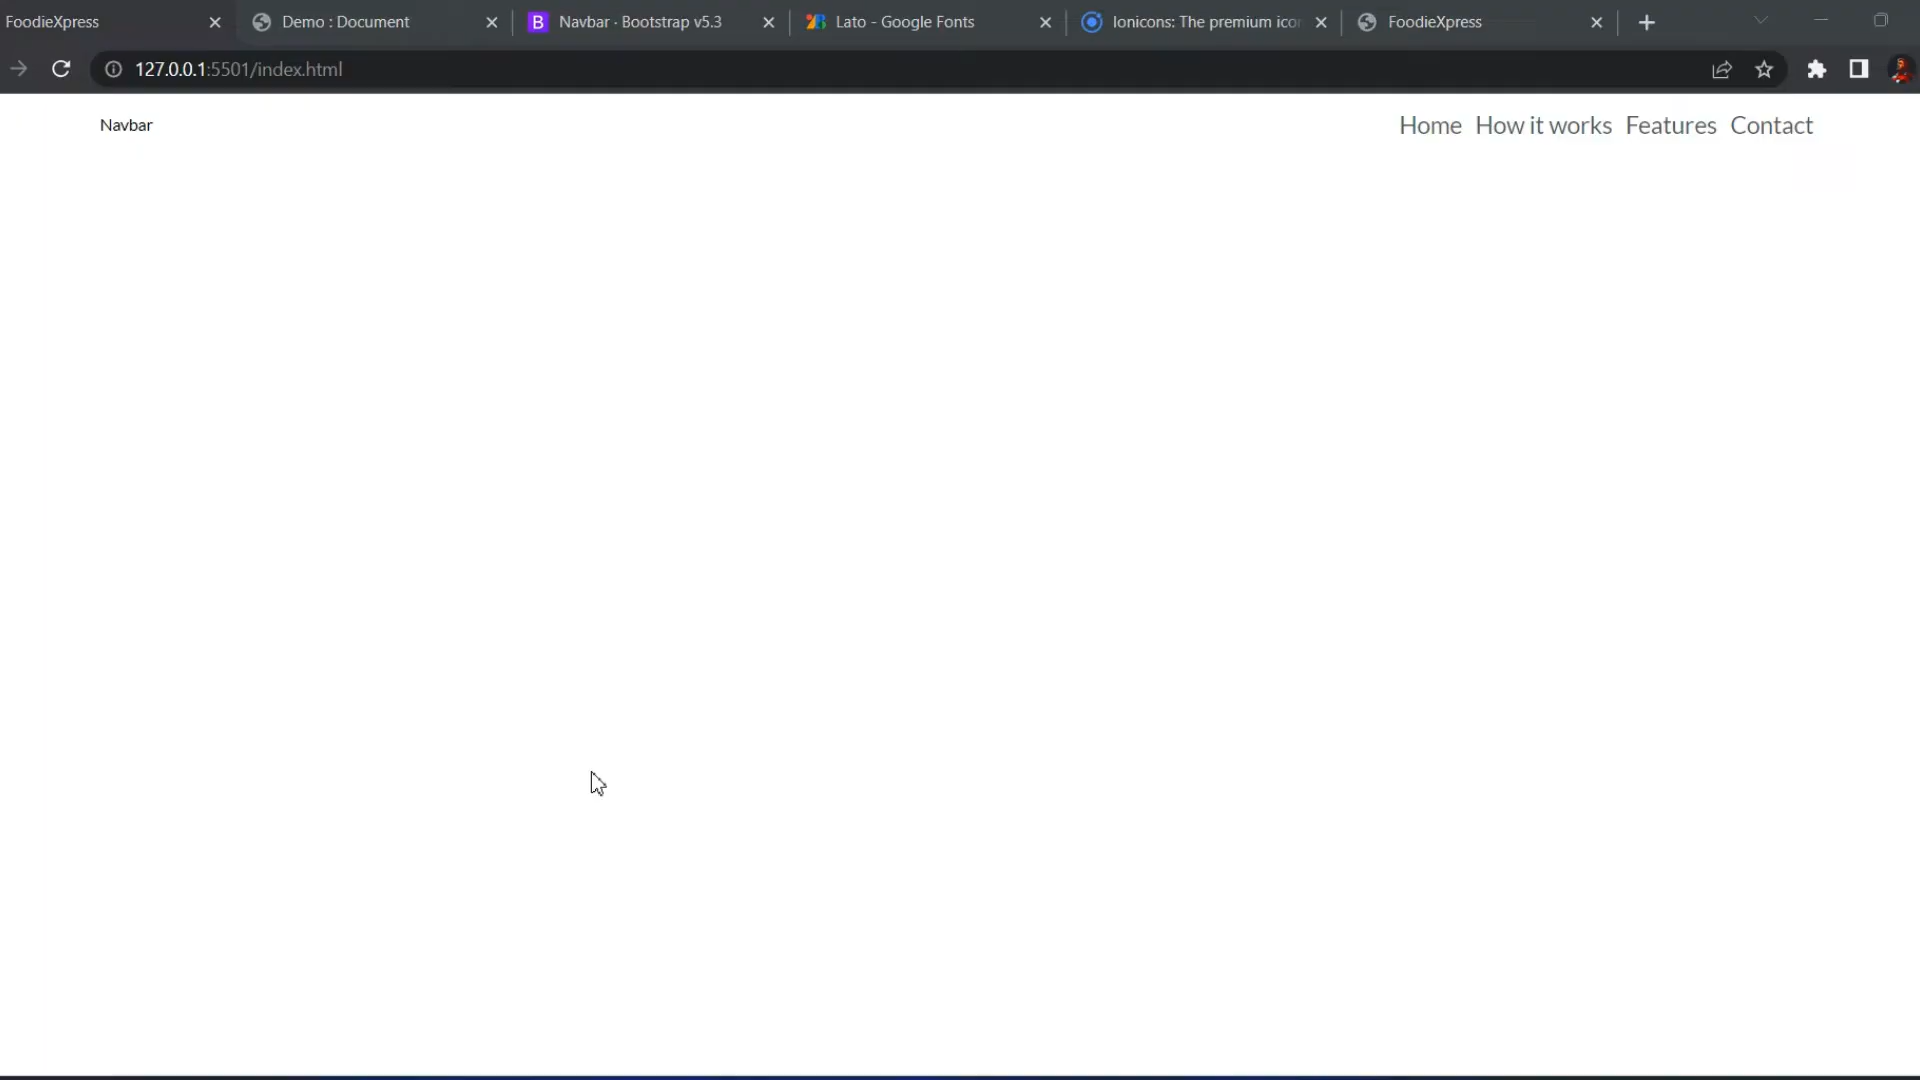 FoodieXpress
Demo : Document
Navbar · Bootstrap v5.3
Lato - Google Fonts
Ionicons: The premium ico
FoodieXpress
127.0.0.1:5501/index.html
Navbar
Home How it works Features Contact